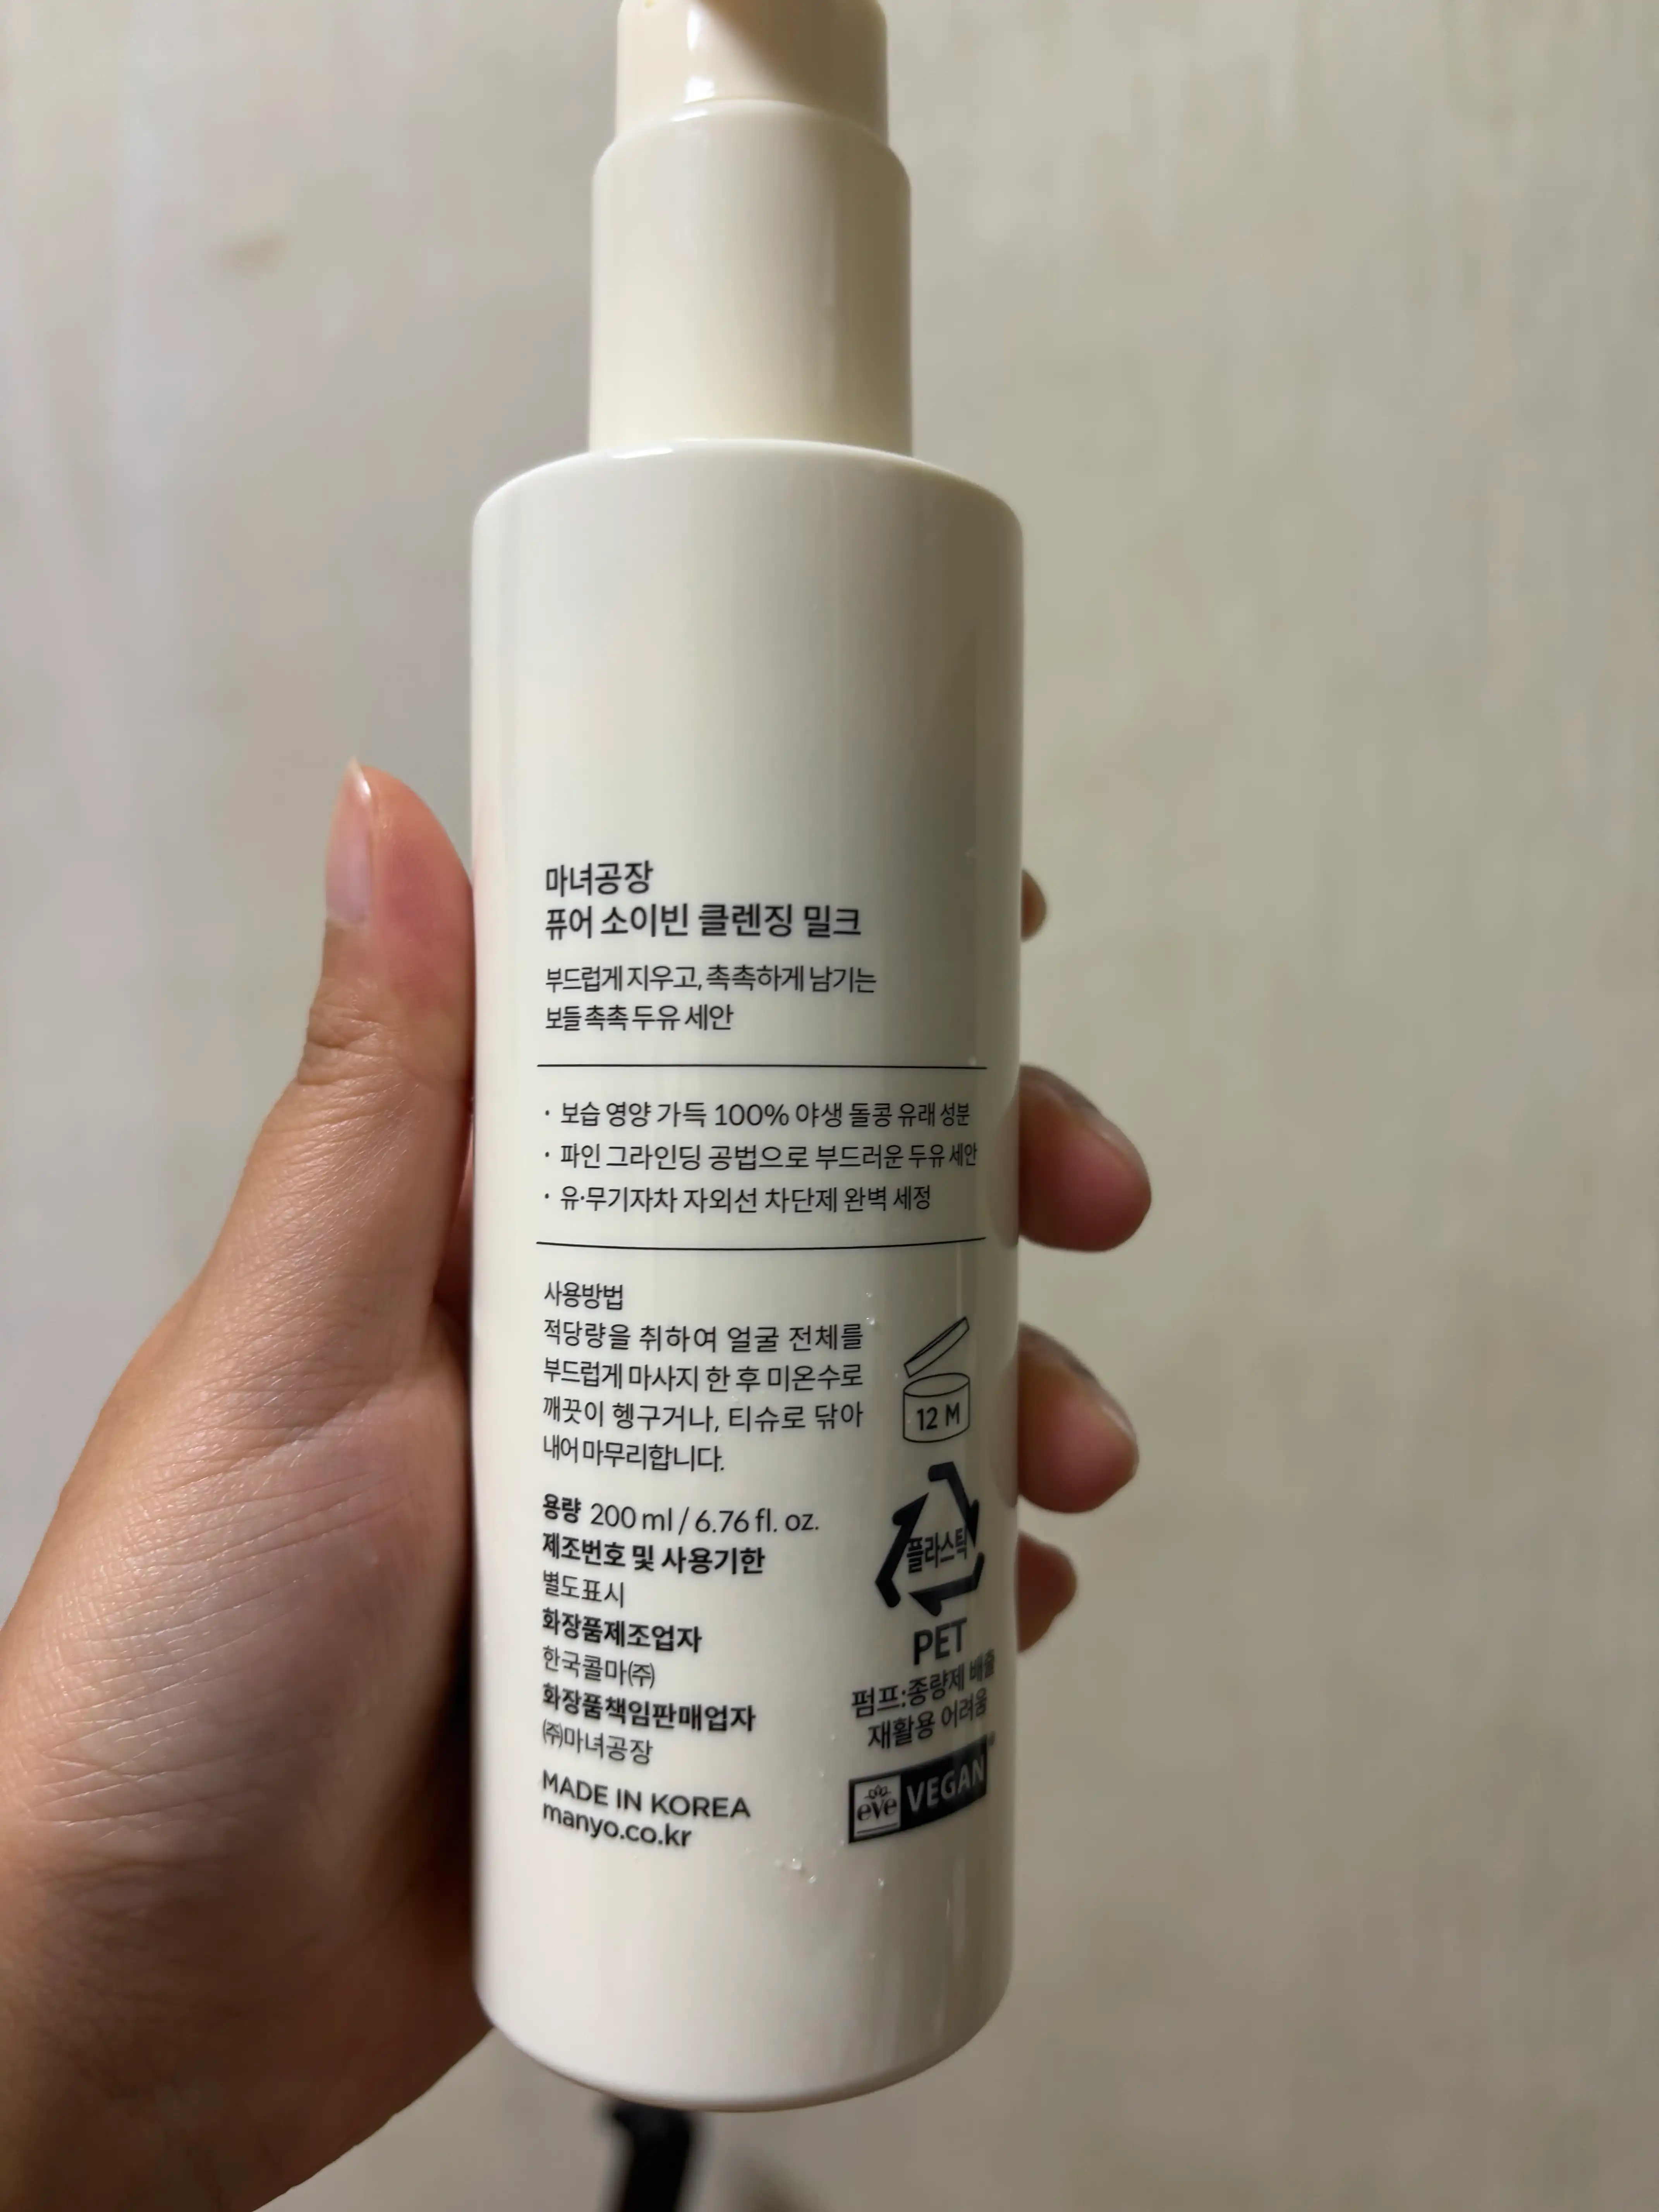 마녀공장
퓨어 소이빈 클렌징 밀크
부드럽게 지우고, 촉촉하게 남기는
보들 촉촉 두유 세안
· 보습 영양 가득 100% 야생 돌콩 유래 성분
· 파인 그라인딩 공법으로 부드러운 두유 세안
· 유·무기자차 자외선 차단제 완벽 세정
사용방법
적당량을 취하여 얼굴 전체를
부드럽게 마사지 한 후 미온수로
깨끗이 헹구거나, 티슈로 닦아
내어 마무리합니다.
용량 200 ml / 6.76 fl. oz.
제조번호 및 사용기한
별도표시
화장품제조업자
한국콜마㈜
화장품책임판매업자
㈜마녀공장
MADE IN KOREA
manyo.co.kr
12 M
플라스틱
PET
펌프:종량제 배출
재활용 어려움
eve VEGAN